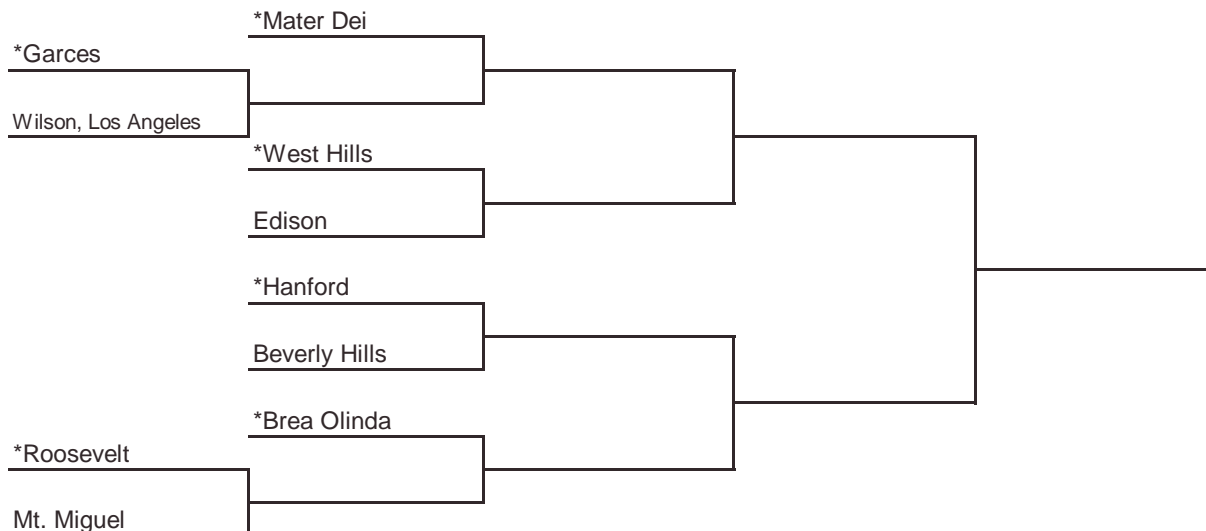 *Mater Dei
*Garces
Wilson, Los Angeles
*West Hills
Edison
*Hanford
Beverly Hills
*Brea Olinda
*Roosevelt
Mt. Miguel